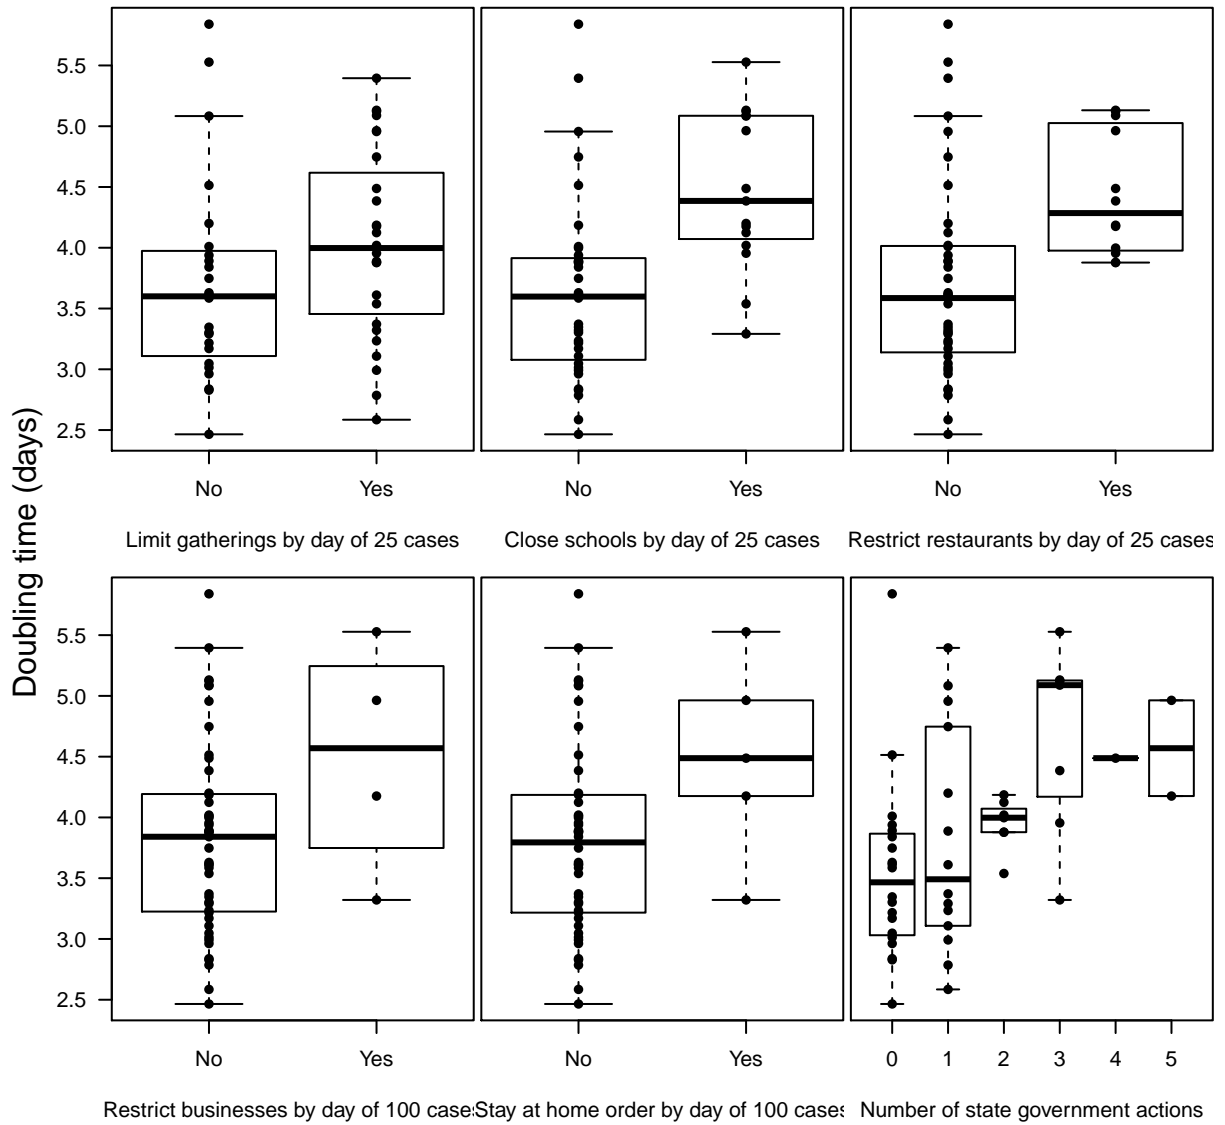 Doubling time (days)
5.5
5.0
4.5
4.0
3.5
3.0
2.5
No Yes
Limit gatherings by day of 25 cases
No Yes
Close schools by day of 25 cases
No Yes
Restrict restaurants by day of 25 cases
5.5
5.0
4.5
4.0
3.5
3.0
2.5
No Yes
Restrict businesses by day of 100 cases
No Yes
Stay at home order by day of 100 cases
0 1 2 3 4 5
Number of state government actions